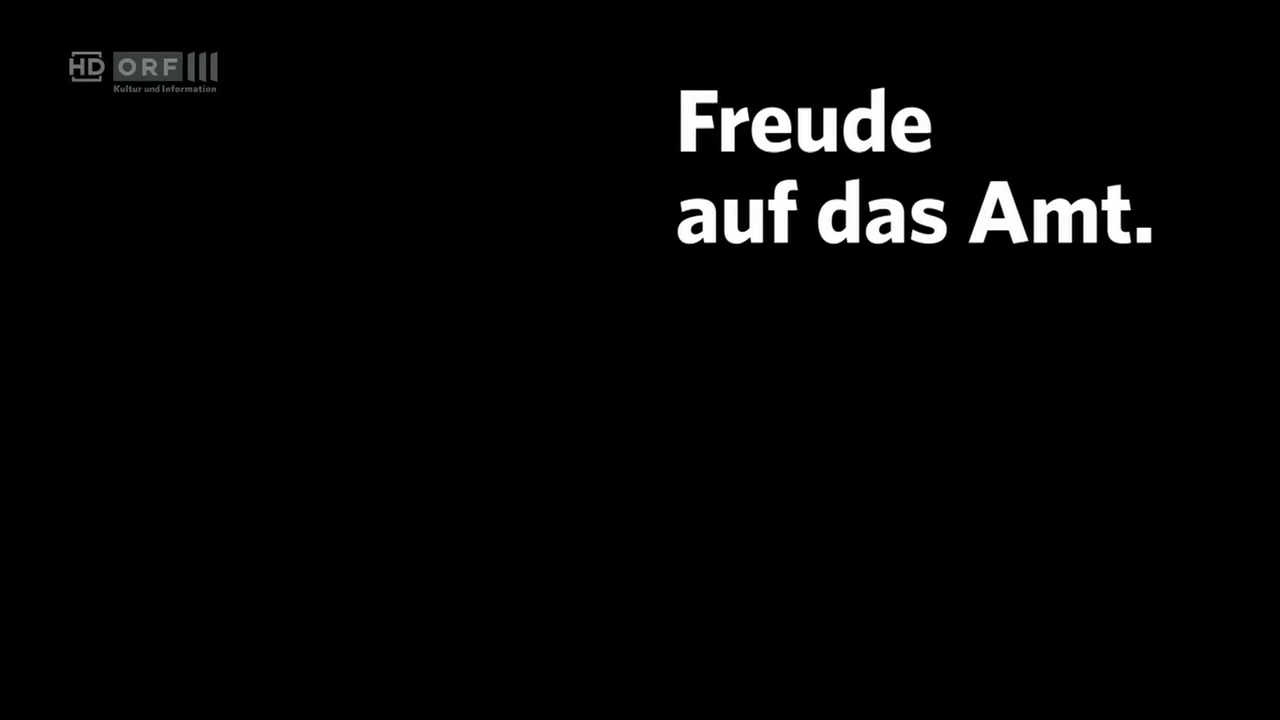 HD ORF III
Kultur und Information
Freude
auf das Amt.